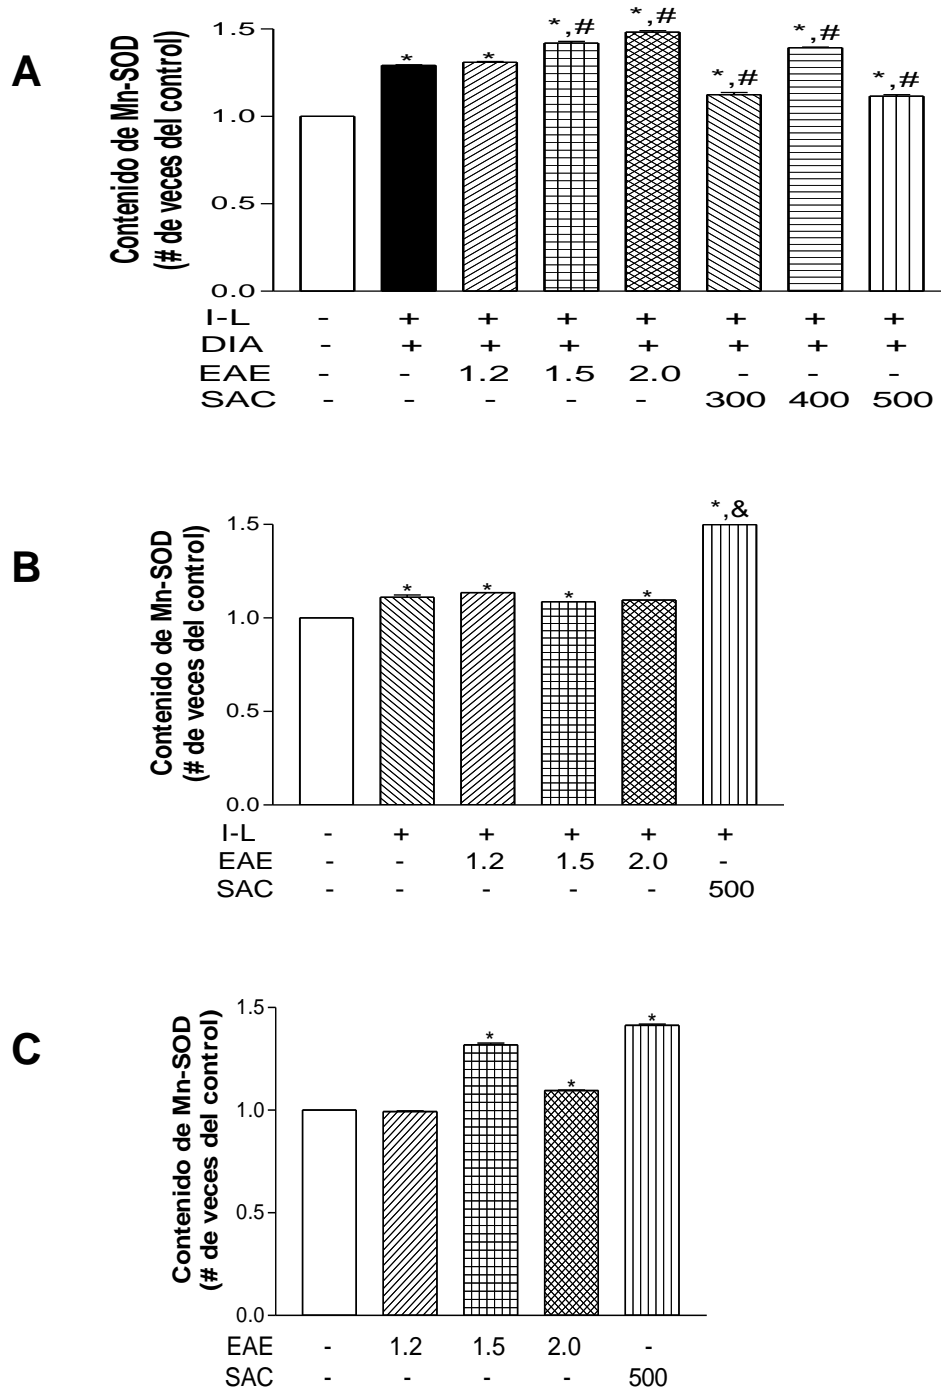 A
Contenido de Mn-SOD
(# de veces del control)
1.5
1.0
0.5
0.0
* * *,# *,# *,# *,# *,#
I-L - + + + + + + +
DIA - + + + + + + +
EAE - - 1.2 1.5 2.0 - - -
SAC - - - - - 300 400 500
B
Contenido de Mn-SOD
(# de veces del control)
1.5
1.0
0.5
0.0
* * * * *,&
I-L - + + + + +
EAE - - 1.2 1.5 2.0 -
SAC - - - - - 500
C
Contenido de Mn-SOD
(# de veces del control)
1.5
1.0
0.5
0.0
* * *
EAE - 1.2 1.5 2.0 -
SAC - - - - 500